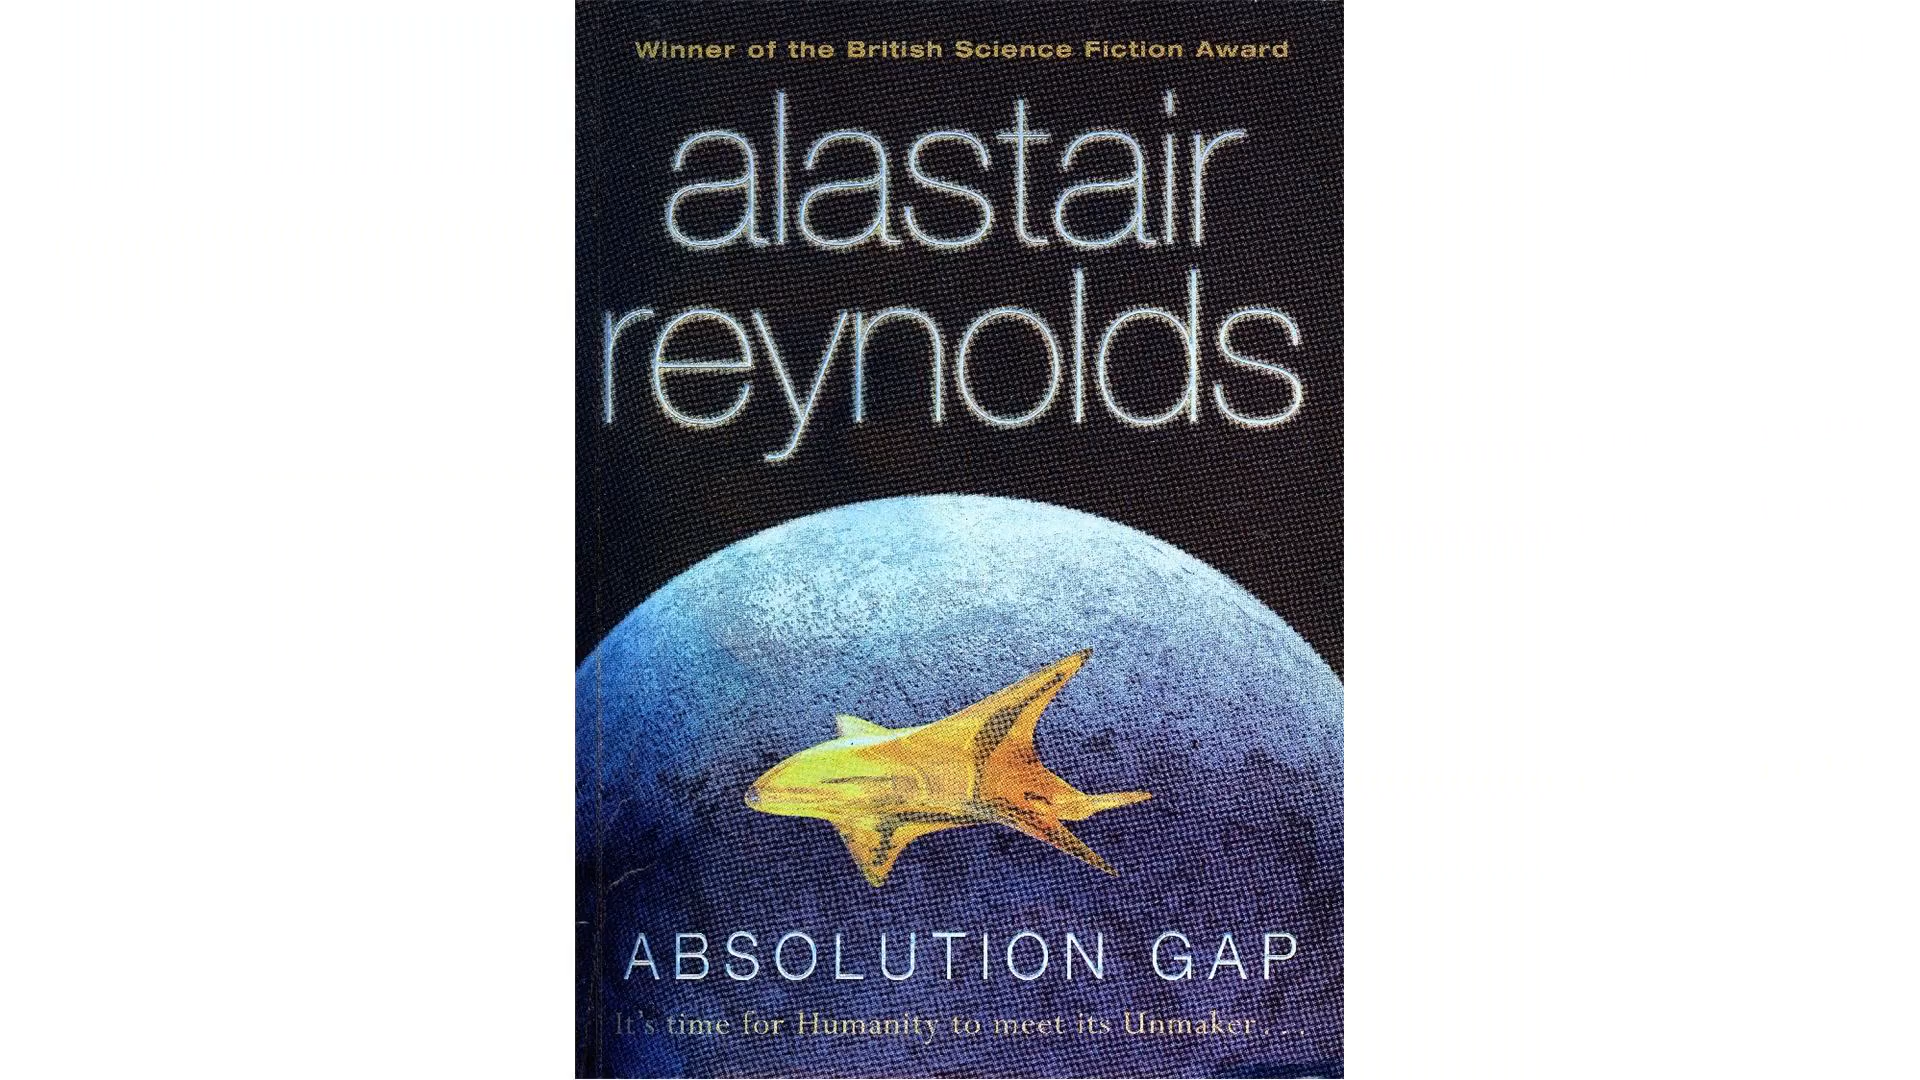 Winner of the British Science Fiction Award
alastair
reynolds
ABSOLUTION GAP
It's time for Humanity to meet its Unmaker....